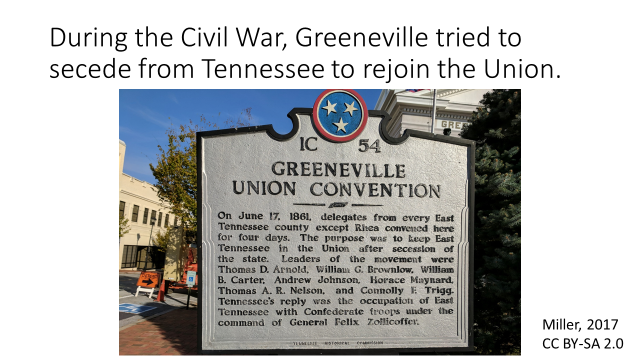 During the Civil War, Greeneville tried to
secede from Tennessee to rejoin the Union.
GREE
1C 54
GREENEVILLE
UNION CONVENTION
On June 17, 1861, delegates from every East
Tennessee county except Rhea convened here
for four days. The purpose was to keep East
Tennessee in the Union after secession of
the state. Leaders of the movement were
Thomas D. Arnold, William G. Brownlow, William
B. Carter, Andrew Johnson, Horace Maynard,
Thomas A. R. Nelson, and Connolly F. Trigg.
Tennessee's reply was the occupation of East
Tennessee with Confederate troops under the
command of General Felix Zollicoffer.
TENNESSEE HISTORICAL COMMISSION
Miller, 2017
CC BY-SA 2.0